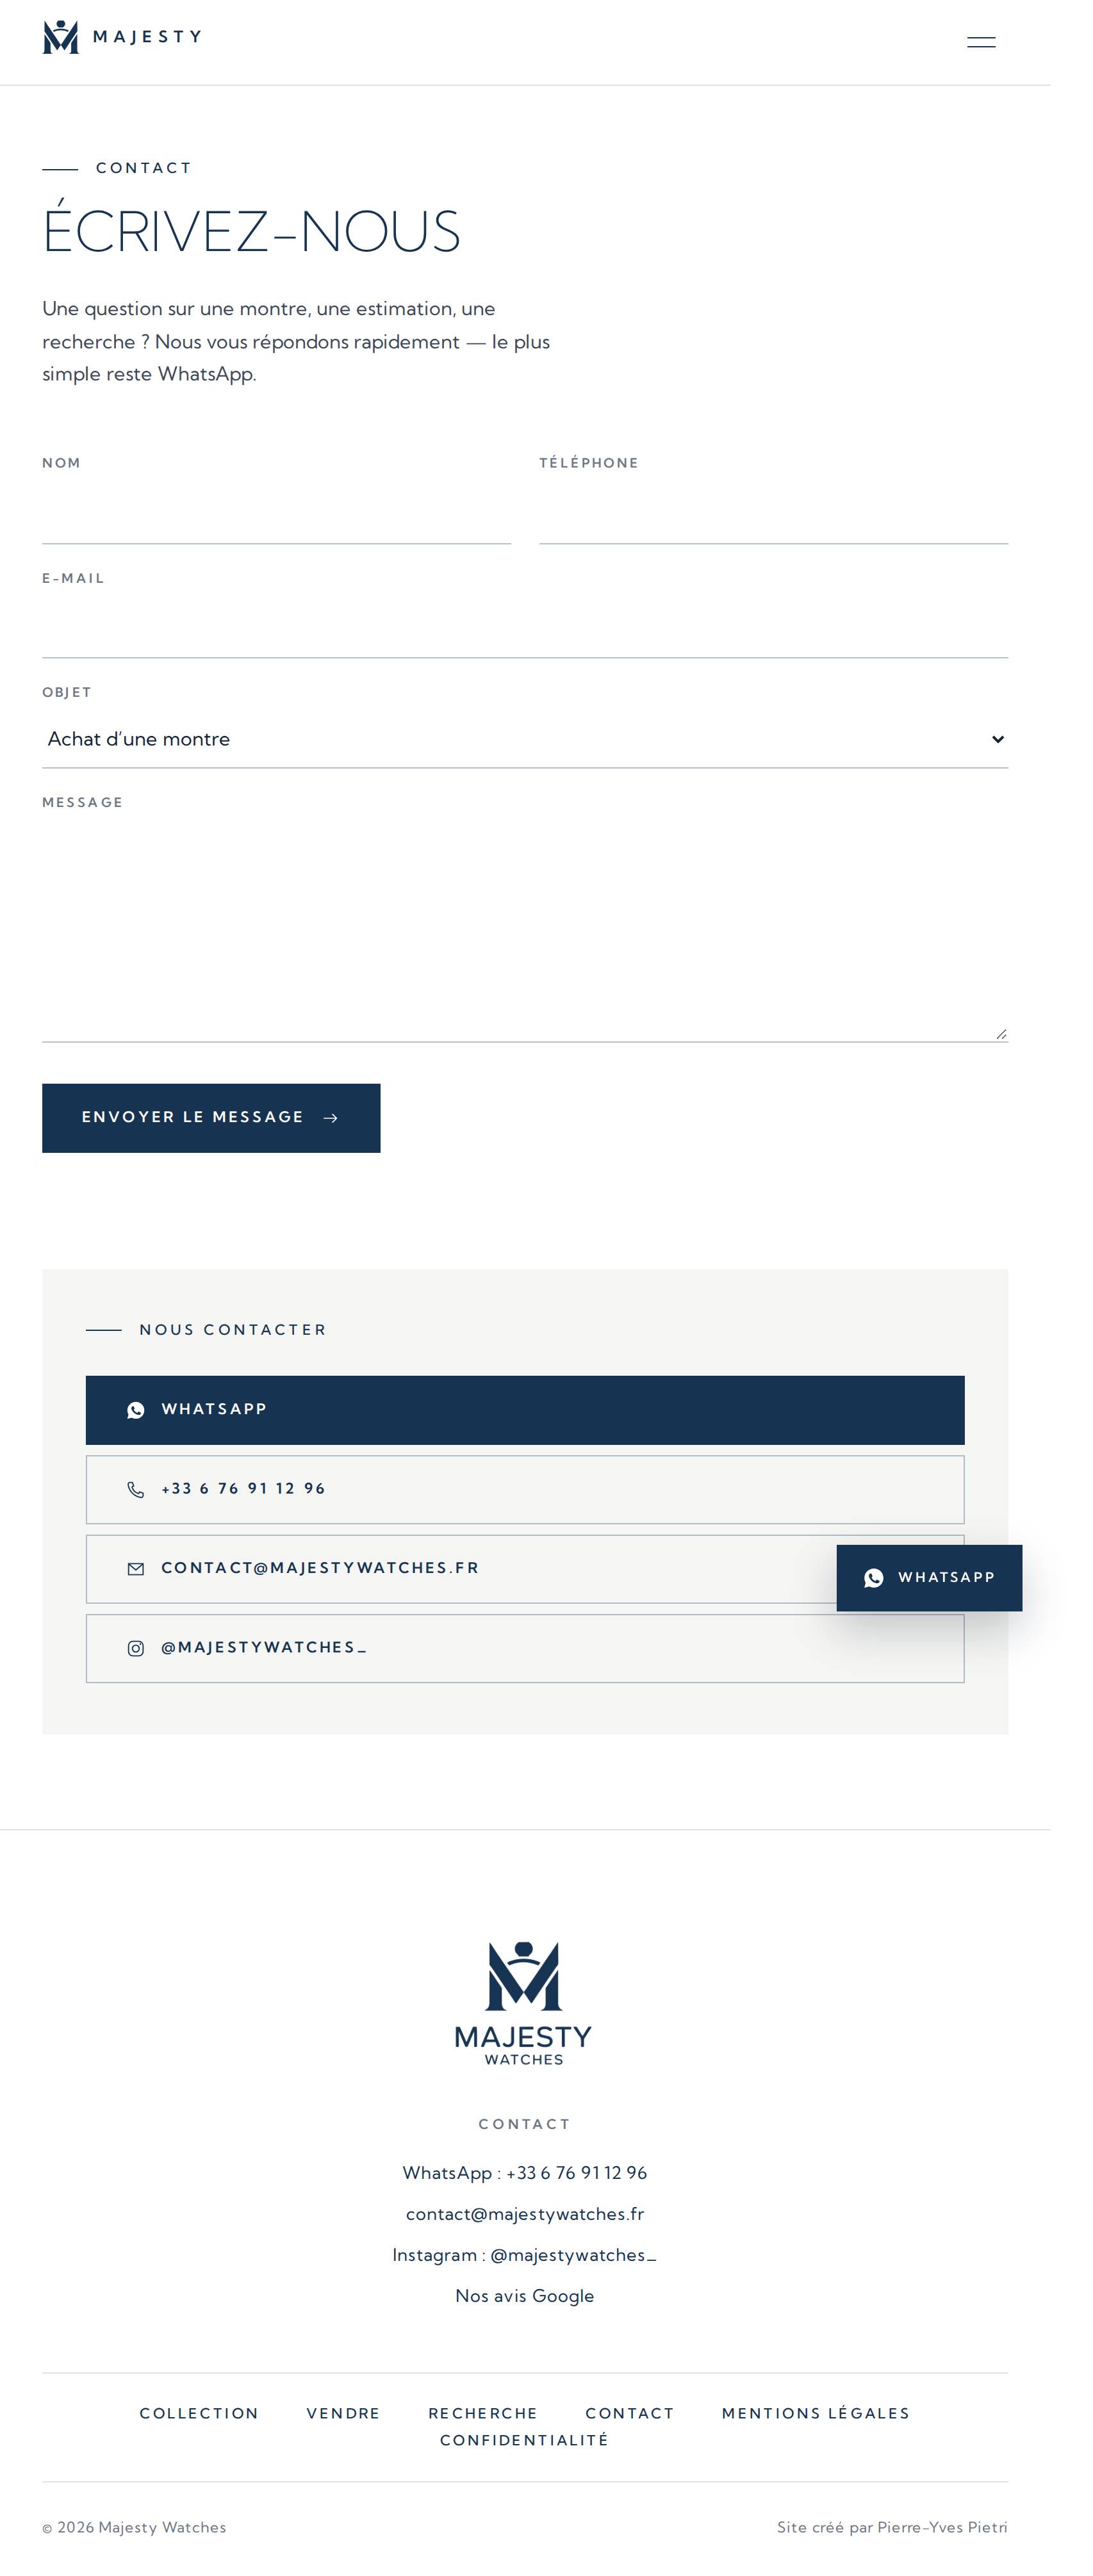 MAJESTY
CONTACT
ÉCRIVEZ-NOUS
Une question sur une montre, une estimation, une
recherche ? Nous vous répondons rapidement — le plus
simple reste WhatsApp.
NOM
TÉLÉPHONE
E-MAIL
OBJET
Achat d’une montre
MESSAGE
ENVOYER LE MESSAGE →
NOUS CONTACTER
WHATSAPP
+33 6 76 91 12 96
CONTACT@MAJESTYWATCHES.FR
WHATSAPP
@MAJESTYWATCHES_
MAJESTY
WATCHES
CONTACT
WhatsApp : +33 6 76 91 12 96
contact@majestywatches.fr
Instagram : @majestywatches_
Nos avis Google
COLLECTION VENDRE RECHERCHE CONTACT MENTIONS LÉGALES
CONFIDENTIALITÉ
© 2026 Majesty Watches
Site créé par Pierre-Yves Pietri